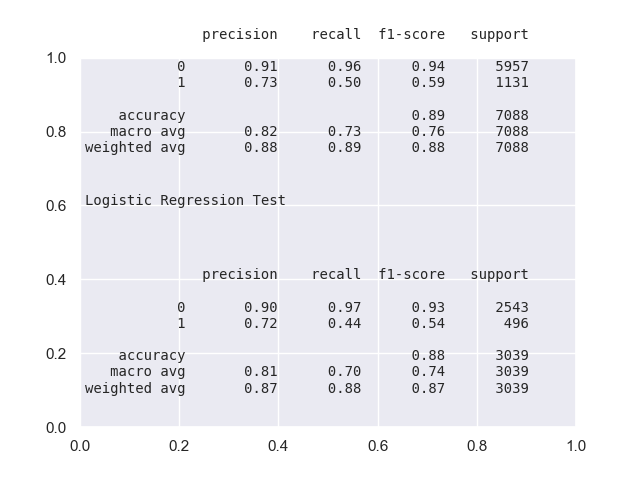 precision recall f1-score support
1.0
0 0.91 0.96 0.94 5957
1 0.73 0.50 0.59 1131
accuracy 0.89 7088
0.8 macro avg 0.82 0.73 0.76 7088
weighted avg 0.88 0.89 0.88 7088
0.6 Logistic Regression Test
precision recall f1-score support
0.4
0 0.90 0.97 0.93 2543
1 0.72 0.44 0.54 496
0.2 accuracy 0.88 3039
macro avg 0.81 0.70 0.74 3039
weighted avg 0.87 0.88 0.87 3039
0.0
0.0 0.2 0.4 0.6 0.8 1.0